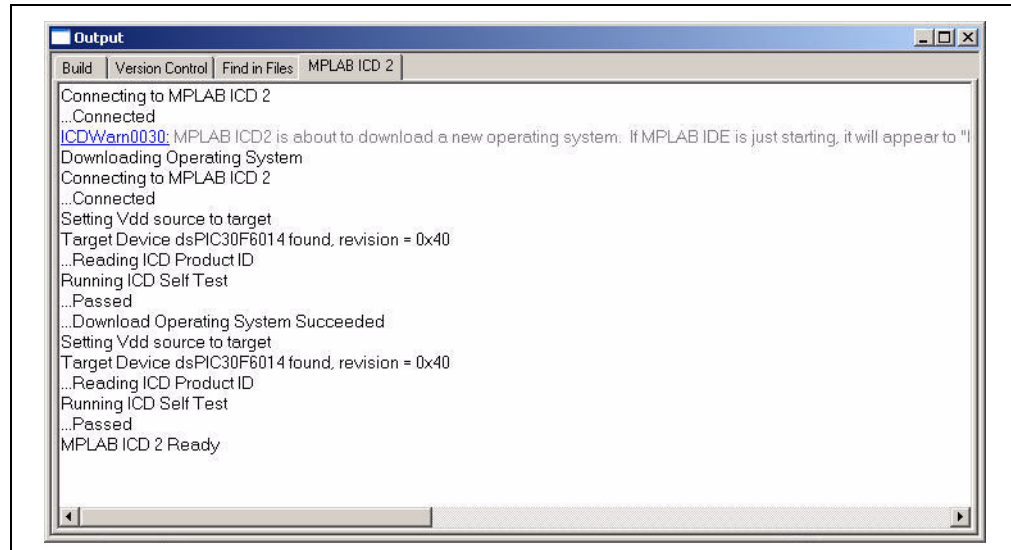 Output
Build Version Control Find in Files MPLAB ICD 2
Connecting to MPLAB ICD 2
...Connected
ICDWarn0030: MPLAB ICD2 is about to download a new operating system. If MPLAB IDE is just starting, it will appear to
Downloading Operating System
Connecting to MPLAB ICD 2
...Connected
Setting Vdd source to target
Target Device dsPIC30F6014 found, revision = 0x40
...Reading ICD Product ID
Running ICD Self Test
...Passed
...Download Operating System Succeeded
Setting Vdd source to target
Target Device dsPIC30F6014 found, revision = 0x40
...Reading ICD Product ID
Running ICD Self Test
...Passed
MPLAB ICD 2 Ready